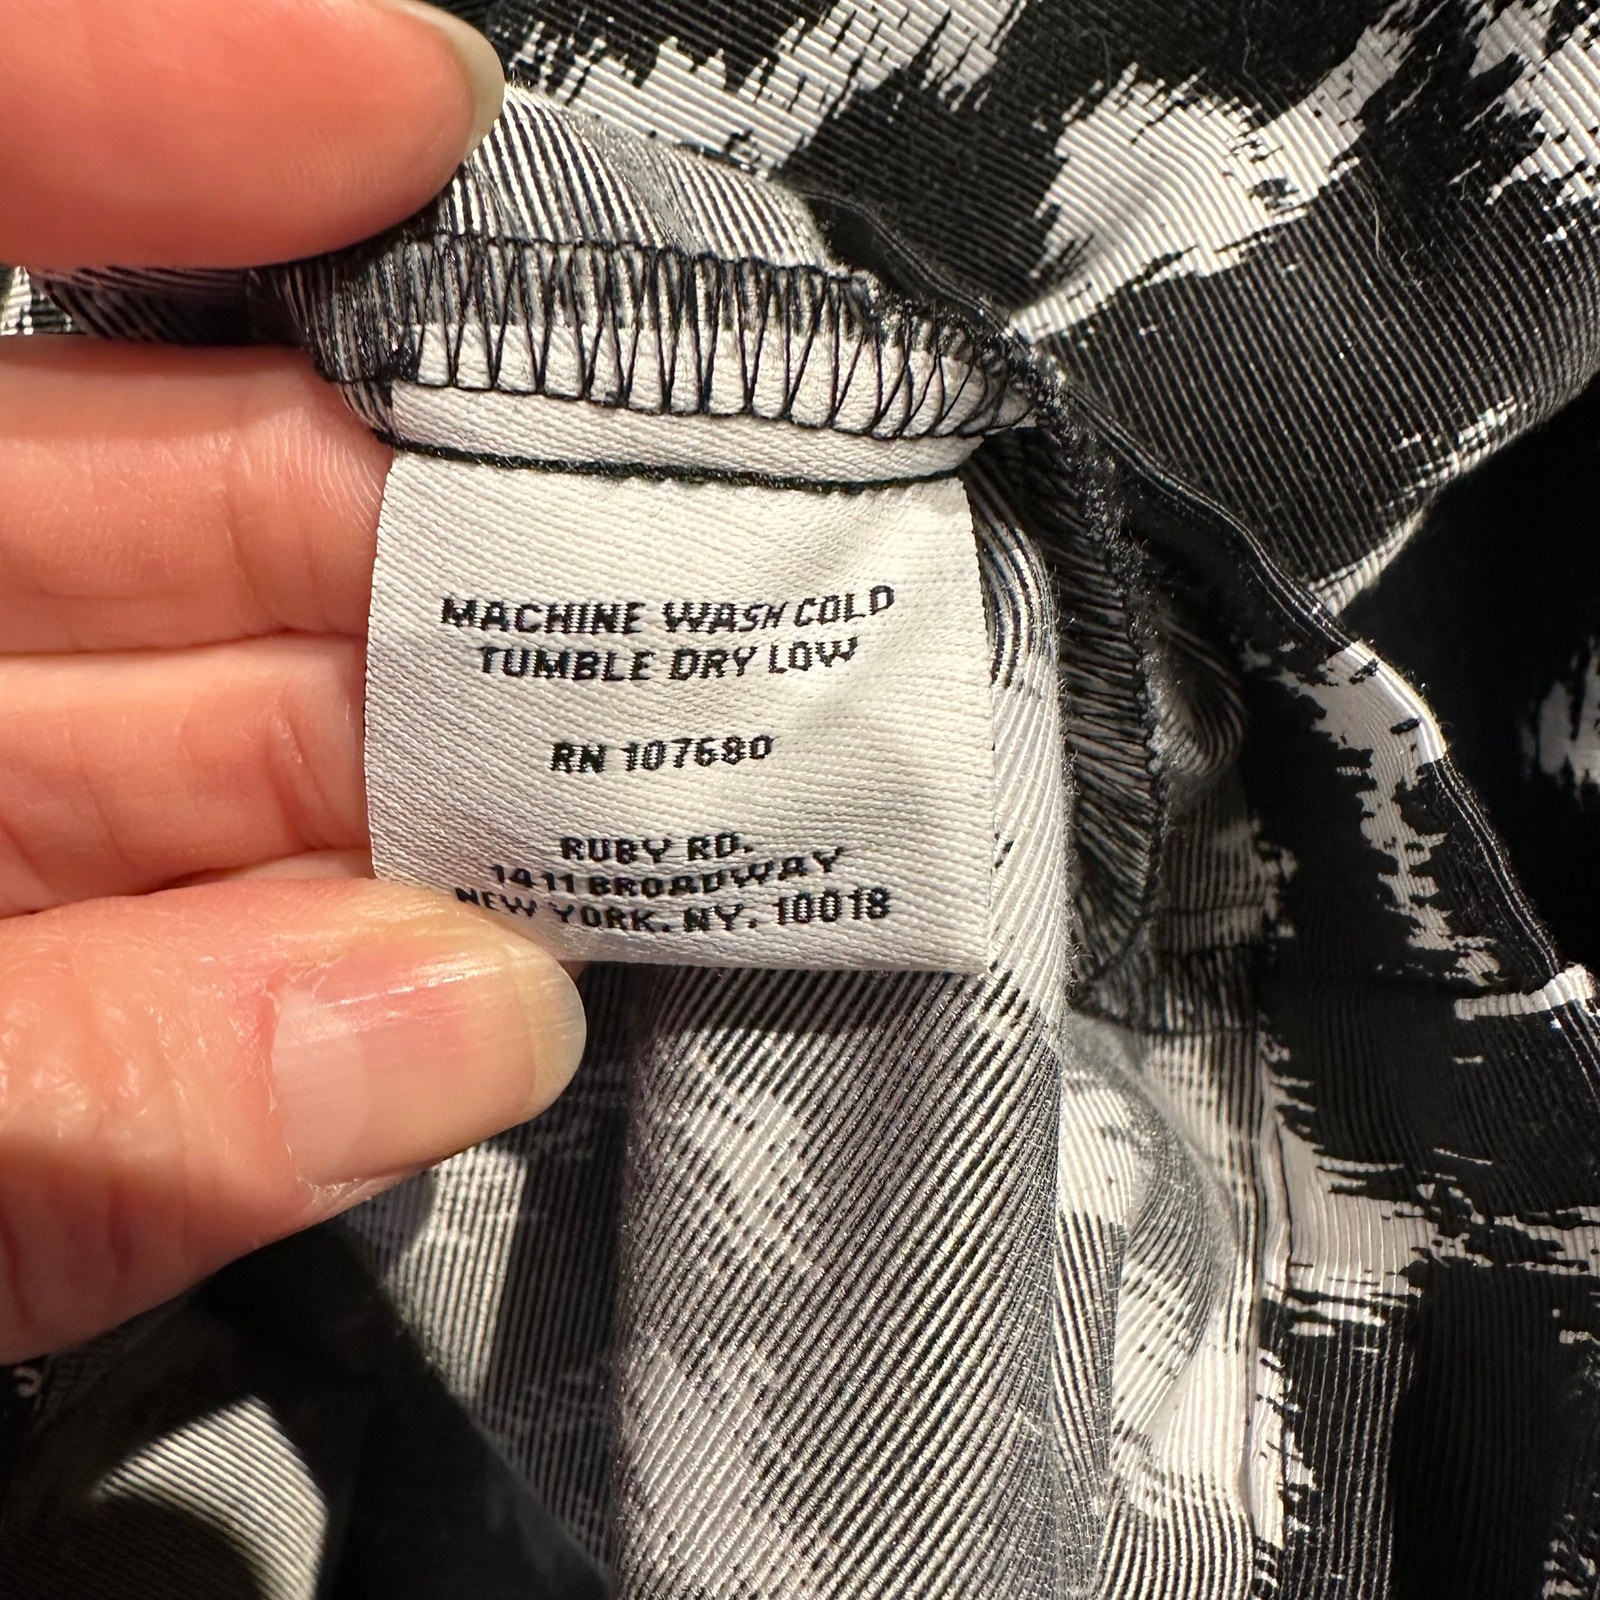 MACHINE WASH COLD
TUMBLE DRY LOW
RN 107680
RUBY RD.
1411 BROADWAY
NEW YORK, NY. 10018